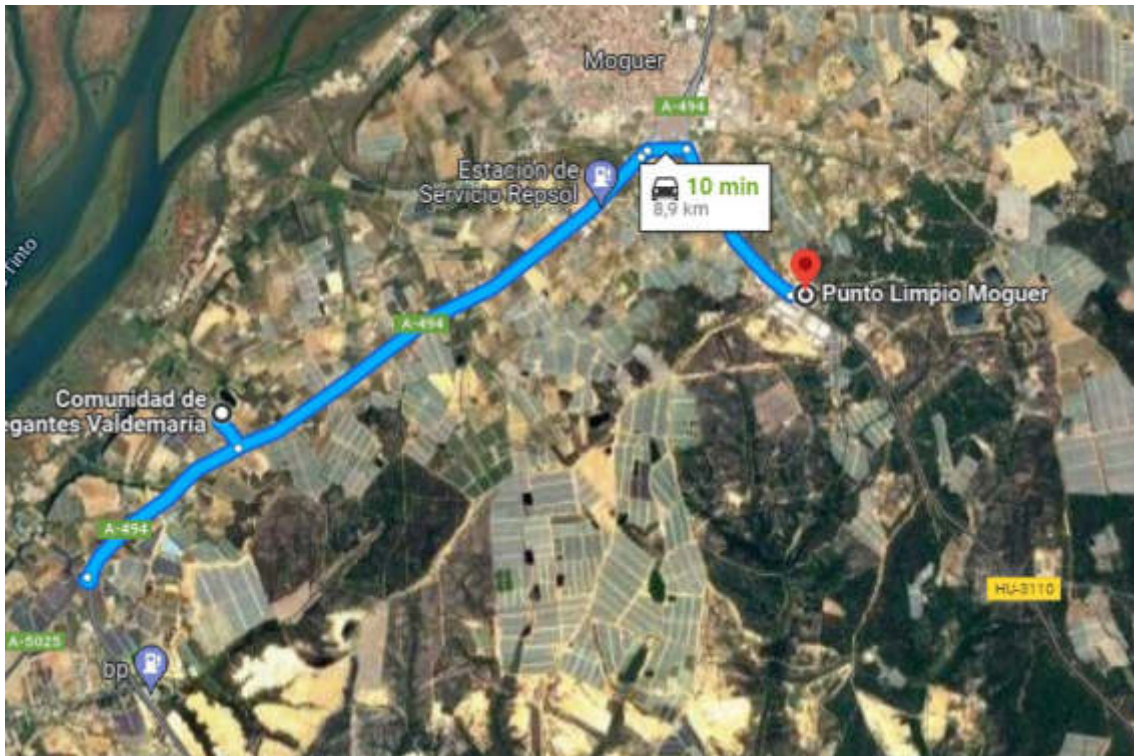 Moguer
A-494
Estación de
Servicio Repsol
10 min
8,9 km
Tinto
Punto Limpio Moguer
A-494
Comunidad de
egantes Valdemaria
A-494
HU-3110
A-5025
bp